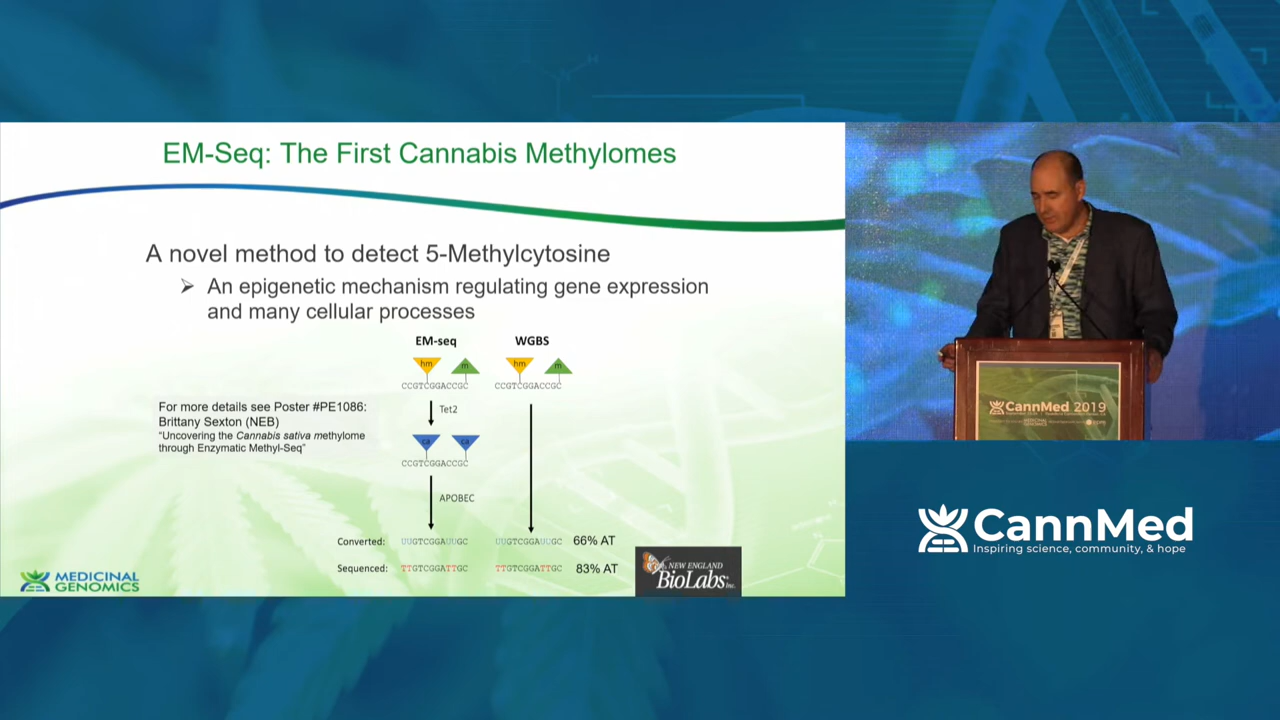 EM-Seq: The First Cannabis Methylomes
A novel method to detect 5-Methylcytosine
➤ An epigenetic mechanism regulating gene expression
and many cellular processes
EM-seq WGBS
hm m hm m
CCGTCGGACCGC CCGTCGGACCGC
Tet2
For more details see Poster #PE1086:
Brittany Sexton (NEB)
"Uncovering the Cannabis sativa methylome
through Enzymatic Methyl-Seq"
ca ca
CCGTCGGACCGC
APOBEC
Converted: UUGTCGGAUUGC UUGTCGGAUUGC 66% AT
Sequenced: TTGTCGGATTGC TTGTCGGATTGC 83% AT
MEDICINAL
GENOMICS
NEW ENGLAND
BioLabs Inc.
CannMed 2019
CannMed
Inspiring science, community, & hope